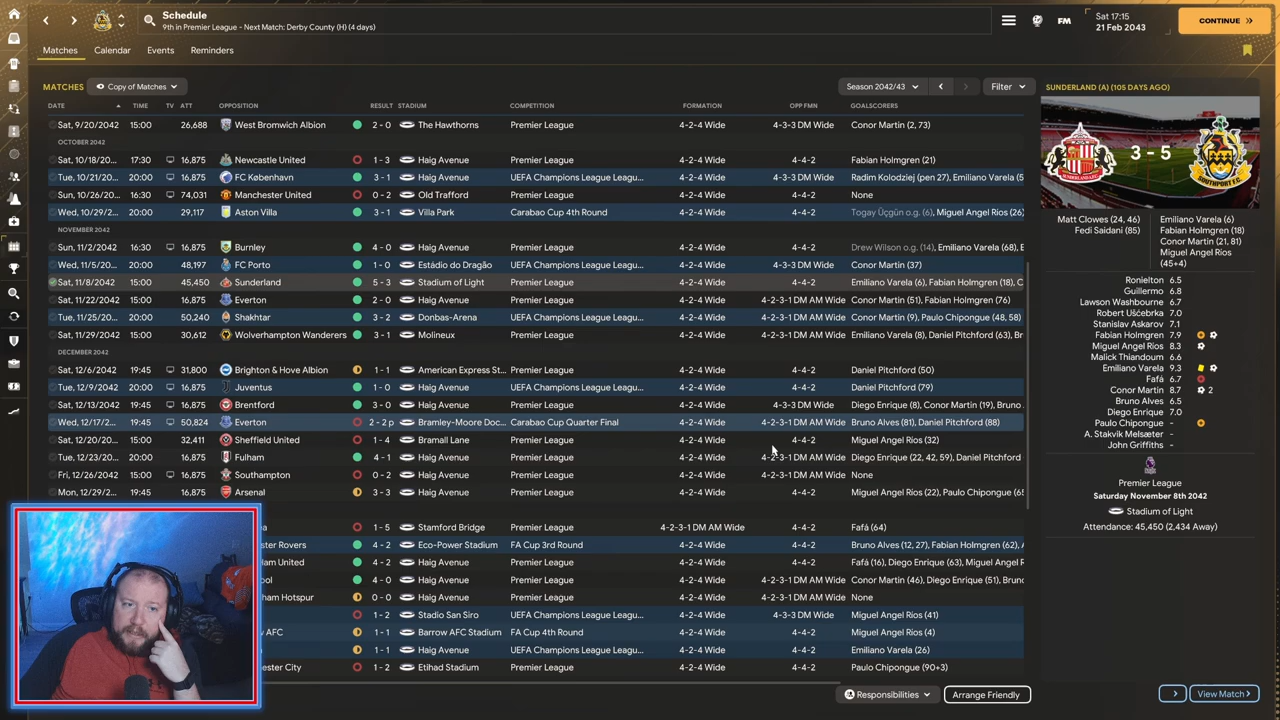 Schedule
9th in Premier League - Next Match: Derby County (H) (4 days)
FM
Sat 17:15
21 Feb 2043
CONTINUE
Matches Calendar Events Reminders
MATCHES Copy of Matches Season 2042/43 Filter
DATE TIME TV ATT OPPOSITION RESULT STADIUM COMPETITION FORMATION OPP FMN GOALSCORERS
Sat, 9/20/2042 15:00 26,688 West Bromwich Albion 2 - 0 The Hawthorns Premier League 4-2-4 Wide 4-3-3 DM Wide Conor Martin (2, 73)
OCTOBER 2042
Sat, 10/18/20... 17:30 16,875 Newcastle United 1 - 3 Haig Avenue Premier League 4-2-4 Wide 4-4-2 Fabian Holmgren (21)
Tue, 10/21/20... 20:00 16,875 FC København 3 - 1 Haig Avenue UEFA Champions League Leagu... 4-2-4 Wide 4-3-3 DM Wide Radim Kolodziej (pen 27), Emiliano Varela (5
Sun, 10/26/20... 16:30 74,031 Manchester United 0 - 2 Old Trafford Premier League 4-2-4 Wide 4-4-2 None
Wed, 10/29/2... 20:00 29,117 Aston Villa 3 - 1 Villa Park Carabao Cup 4th Round 4-2-4 Wide 4-4-2 Togay Üçgün o.g. (6), Miguel Angel Ríos (26)
NOVEMBER 2042
Sun, 11/2/2042 16:30 16,875 Burnley 4 - 0 Haig Avenue Premier League 4-2-4 Wide 4-4-2 Drew Wilson o.g. (14), Emiliano Varela (68), E
Wed, 11/5/20... 20:00 48,197 FC Porto 1 - 0 Estádio do Dragão UEFA Champions League Leagu... 4-2-4 Wide 4-3-3 DM Wide Conor Martin (37)
Sat, 11/8/2042 15:00 45,450 Sunderland 5 - 3 Stadium of Light Premier League 4-2-4 Wide 4-4-2 Emiliano Varela (6), Fabian Holmgren (18), C
Sat, 11/22/2042 15:00 16,875 Everton 2 - 0 Haig Avenue Premier League 4-2-4 Wide 4-2-3-1 DM AM Wide Conor Martin (51), Fabian Holmgren (76)
Tue, 11/25/20... 20:00 50,240 Shakhtar 3 - 2 Donbas-Arena UEFA Champions League Leagu... 4-2-4 Wide 4-2-3-1 DM AM Wide Conor Martin (9), Paulo Chipongue (48, 58)
Sat, 11/29/2042 15:00 30,612 Wolverhampton Wanderers 3 - 1 Molineux Premier League 4-2-4 Wide 4-2-3-1 DM AM Wide Emiliano Varela (34), Daniel Pitchford (63), Br
DECEMBER 2042
Sat, 12/6/2042 19:45 31,800 Brighton & Hove Albion 1 - 1 American Express St... Premier League 4-2-4 Wide 4-2-3-1 DM AM Wide Daniel Pitchford (50)
Tue, 12/9/2042 20:00 16,875 Juventus 1 - 0 Haig Avenue UEFA Champions League Leagu... 4-2-4 Wide 4-2-3-1 DM AM Wide Daniel Pitchford (79)
Sat, 12/13/2042 19:45 16,875 Brentford 3 - 0 Haig Avenue Premier League 4-2-4 Wide 4-3-3 DM Wide Diego Enrique (8), Conor Martin (19), Bruno
Wed, 12/17/2... 19:45 50,824 Everton 2 - 2 p Bramley-Moore Doc... Carabao Cup Quarter Final 4-2-4 Wide 4-2-3-1 DM AM Wide Bruno Alves (81), Daniel Pitchford (88)
Sat, 12/20/20... 15:00 32,411 Sheffield United 1 - 4 Bramall Lane Premier League 4-2-4 Wide 4-4-2 Miguel Angel Ríos (32)
Tue, 12/23/20... 20:00 16,875 Fulham 4 - 1 Haig Avenue Premier League 4-2-4 Wide 4-2-3-1 DM AM Wide Diego Enrique (22, 42, 59), Daniel Pitchford
Fri, 12/26/2042 15:00 16,875 Southampton 0 - 2 Haig Avenue Premier League 4-2-4 Wide 4-2-3-1 DM AM Wide None
Mon, 12/29/2... 19:45 16,875 Arsenal 3 - 3 Haig Avenue Premier League 4-2-4 Wide 4-4-2 Miguel Angel Ríos (22), Paulo Chipongue (65
ea 1 - 5 Stamford Bridge Premier League 4-2-3-1 DM AM Wide 4-4-2 Fafá (64)
ster Rovers 4 - 2 Eco-Power Stadium FA Cup 3rd Round 4-2-4 Wide 4-4-2 Bruno Alves (12, 27), Fabian Holmgren (62), A
am United 4 - 2 Haig Avenue Premier League 4-2-4 Wide 4-4-2 Fafá (16), Diego Enrique (63), Miguel Angel R
ool 4 - 0 Haig Avenue Premier League 4-2-4 Wide 4-2-3-1 DM AM Wide Conor Martin (46), Diego Enrique (51), Bruno
ham Hotspur 0 - 0 Haig Avenue Premier League 4-2-4 Wide 4-2-3-1 DM AM Wide None
1 - 2 Stadio San Siro UEFA Champions League Leagu... 4-2-4 Wide 4-3-3 DM Wide Miguel Angel Ríos (41)
w AFC 1 - 1 Barrow AFC Stadium FA Cup 4th Round 4-2-4 Wide 4-4-2 Miguel Angel Ríos (4)
1 - 1 Haig Avenue UEFA Champions League Leagu... 4-2-4 Wide 4-4-2 Emiliano Varela (26)
ester City 1 - 2 Etihad Stadium Premier League 4-2-4 Wide 4-4-2 Paulo Chipongue (90+3)
Responsibilities Arrange Friendly
SUNDERLAND (A) (105 DAYS AGO)
3 - 5
SOUTHPORT F.C.
Matt Clowes (24, 46)
Fedi Saidani (85)
Emiliano Varela (6)
Fabian Holmgren (18)
Conor Martin (21, 81)
Miguel Angel Ríos
(45+4)
Ronielton 6.5
Guillermo 6.8
Lawson Washbourne 6.7
Robert Uśćebrka 7.0
Stanislav Askarov 7.1
Fabian Holmgren 7.9
Miguel Angel Ríos 8.3
Malick Thiandoum 6.6
Emiliano Varela 9.3
Fafá 6.7
Conor Martin 8.7 2
Bruno Alves 6.5
Diego Enrique 7.0
Paulo Chipongue -
A. Stakvik Melsæter -
John Griffiths -
Premier League
Saturday November 8th 2042
Stadium of Light
Attendance: 45,450 (2,434 Away)
View Match